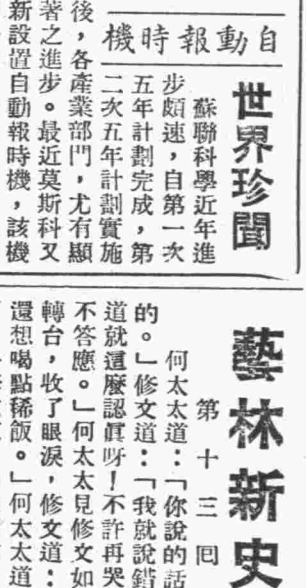 世界珍聞
自動報時機
蘇聯科學近年進
步頗速，自第一次
五年計劃完成，第
二次五年計劃實施
後，各產業部門，尤有顯
著之進步。最近莫斯科又
新設置自動報時機，該機
藝林新史
第十三囘
何太太道：「你說的話
的。」修文道：「我就說錯
道就這麼認眞呀！不許再哭
不答應。」何太太見修文如
轉台，收了眼淚，修文道：
還想喝點稀飯。」何太太道